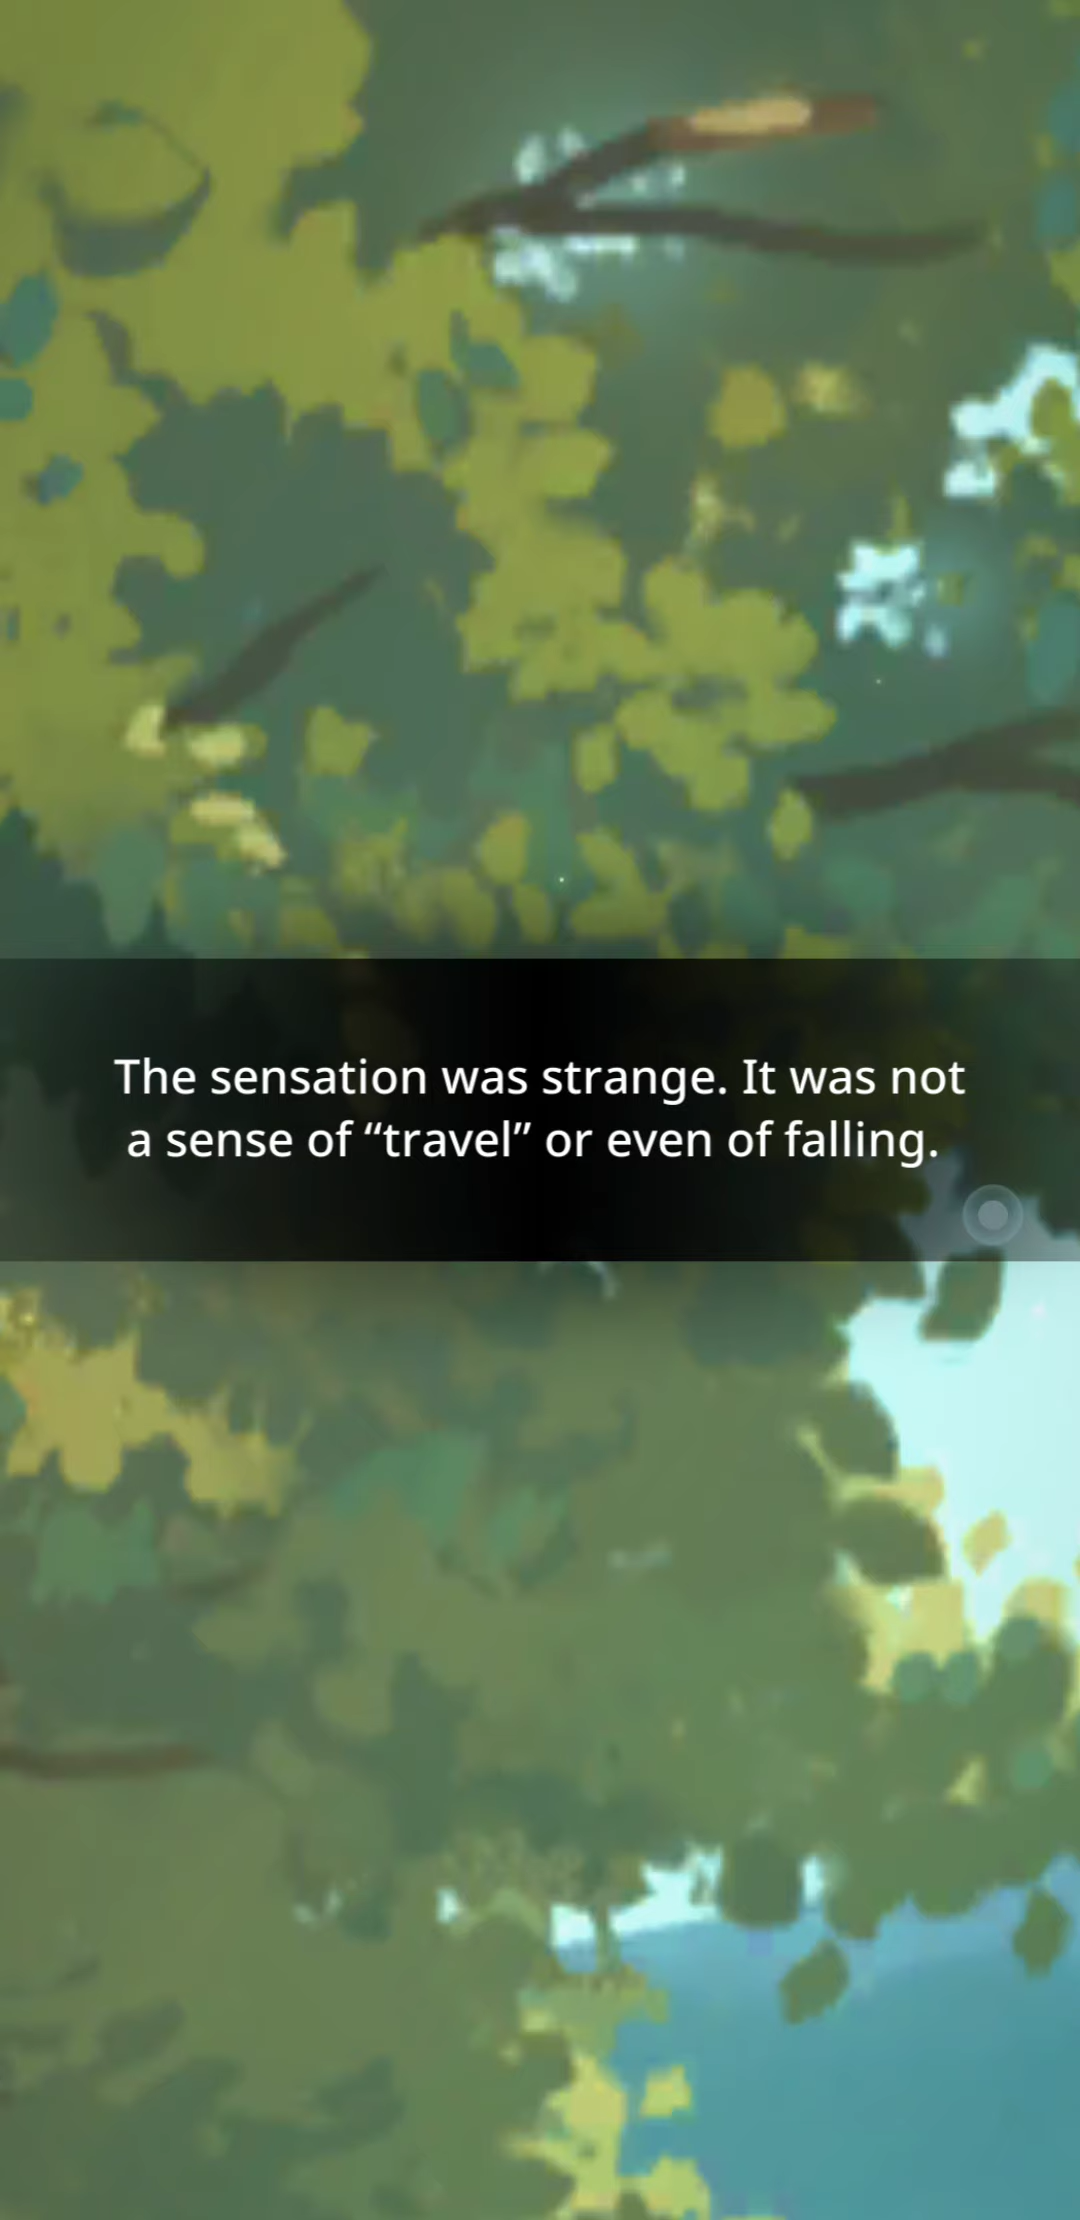 The sensation was strange. It was not
a sense of “travel” or even of falling.